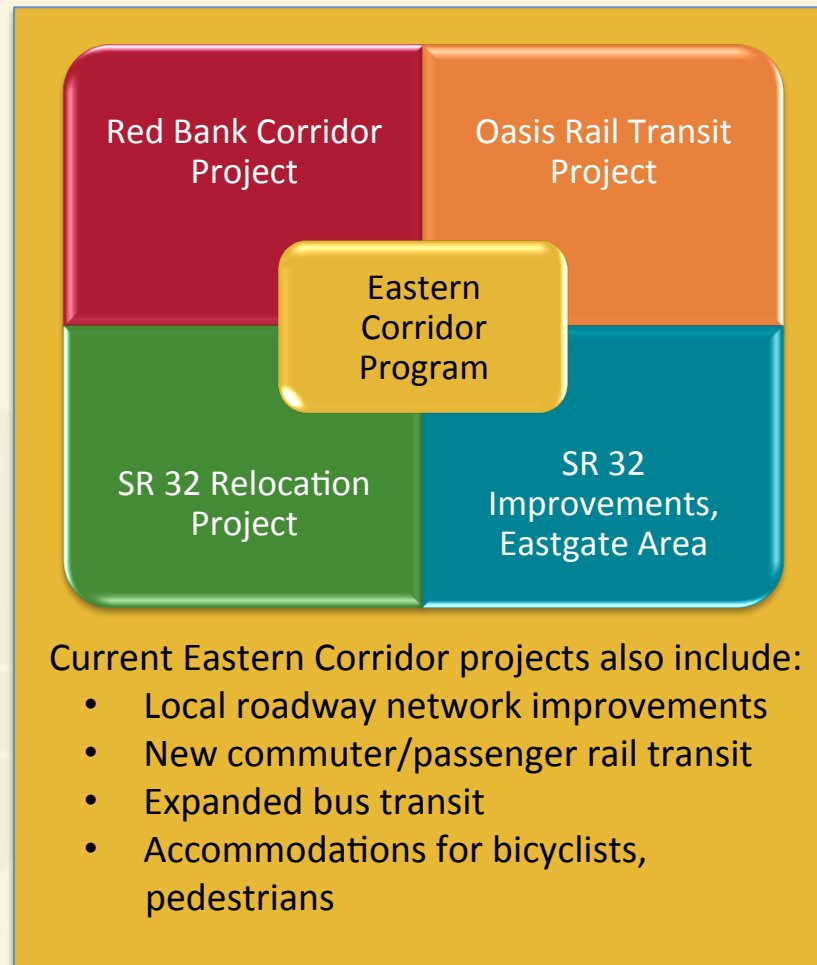 Red Bank Corridor
Project
Oasis Rail Transit
Project
Eastern
Corridor
Program
SR 32 Relocation
Project
SR 32
Improvements,
Eastgate Area
Current Eastern Corridor projects also include:
• Local roadway network improvements
• New commuter/passenger rail transit
• Expanded bus transit
• Accommodations for bicyclists,
pedestrians